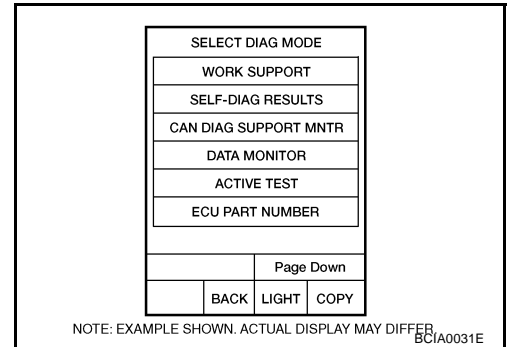 SELECT DIAG MODE
WORK SUPPORT
SELF-DIAG RESULTS
CAN DIAG SUPPORT MNTR
DATA MONITOR
ACTIVE TEST
ECU PART NUMBER
Page Down
BACK LIGHT COPY
NOTE: EXAMPLE SHOWN. ACTUAL DISPLAY MAY DIFFER.
BCIA0031E